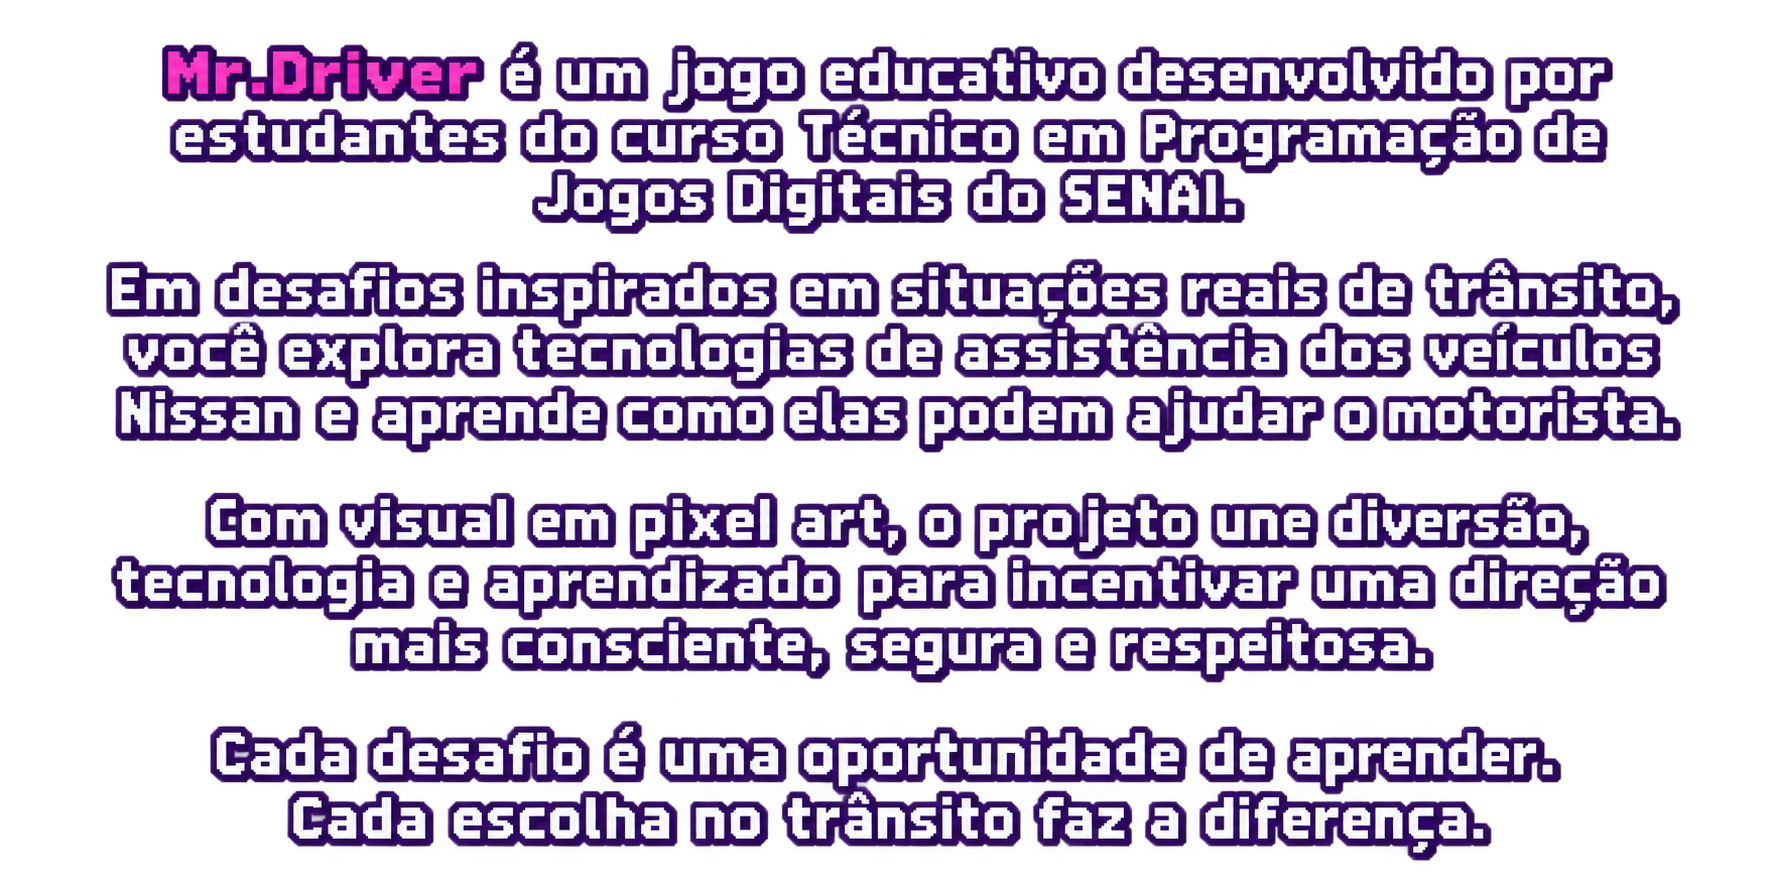 Mr.Driver é um jogo educativo desenvolvido por
estudantes do curso Técnico em Programação de
Jogos Digitais do SENAI.
Em desafios inspirados em situações reais de trânsito,
você explora tecnologias de assistência dos veículos
Nissan e aprende como elas podem ajudar o motorista.
Com visual em pixel art, o projeto une diversão,
tecnologia e aprendizado para incentivar uma direção
mais consciente, segura e respeitosa.
Cada desafio é uma oportunidade de aprender.
Cada escolha no trânsito faz a diferença.